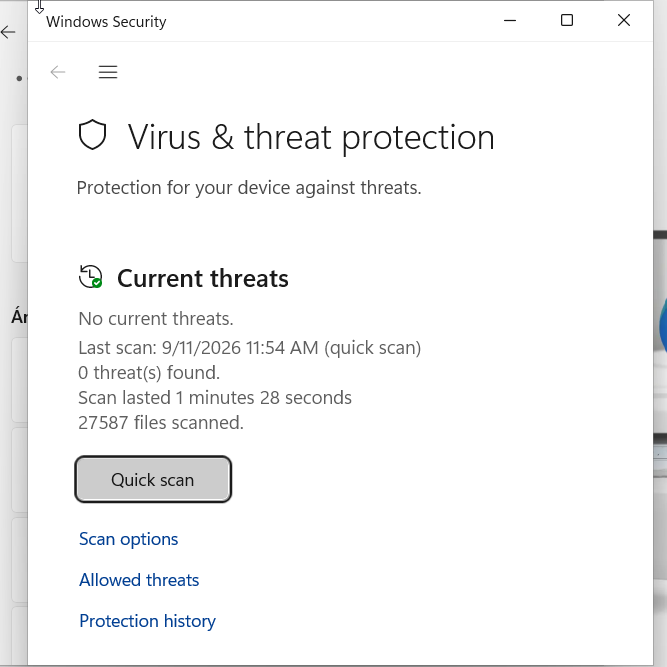 Windows Security
Virus & threat protection
Protection for your device against threats.
Ár
Current threats
No current threats.
Last scan: 9/11/2026 11:54 AM (quick scan)
0 threat(s) found.
Scan lasted 1 minutes 28 seconds
27587 files scanned.
Quick scan
Scan options
Allowed threats
Protection history